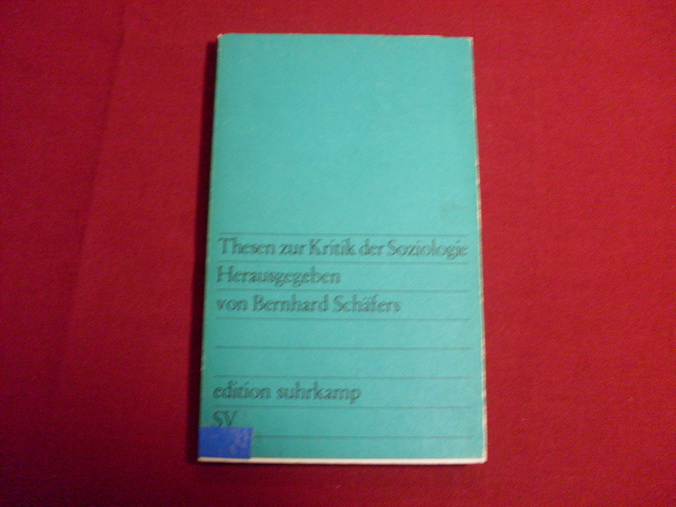 Thesen zur Kritik der Soziologie
Herausgegeben
von Bernhard Schäfers
edition suhrkamp
SV